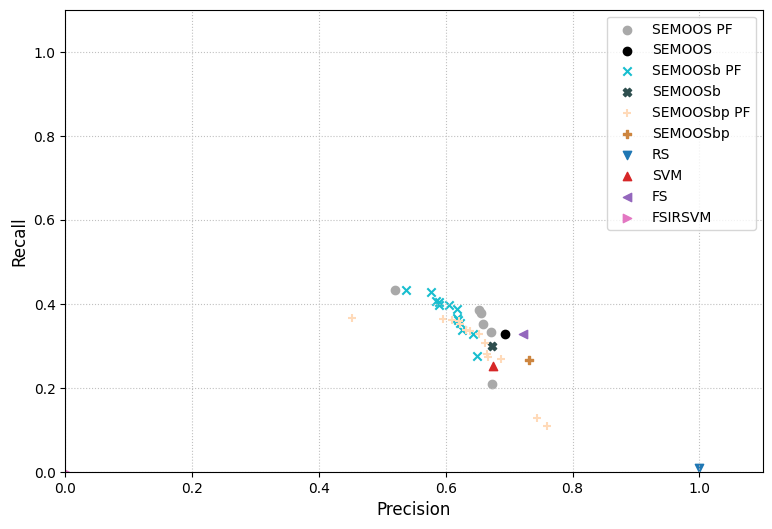 SEMOOS PF
SEMOOS
SEMOOSb PF
SEMOOSb
SEMOOSbp PF
SEMOOSbp
RS
SVM
FS
FSIRSVM
1.0
0.8
0.6
0.4
0.2
0.0
Recall
0.0 0.2 0.4 0.6 0.8 1.0
Precision